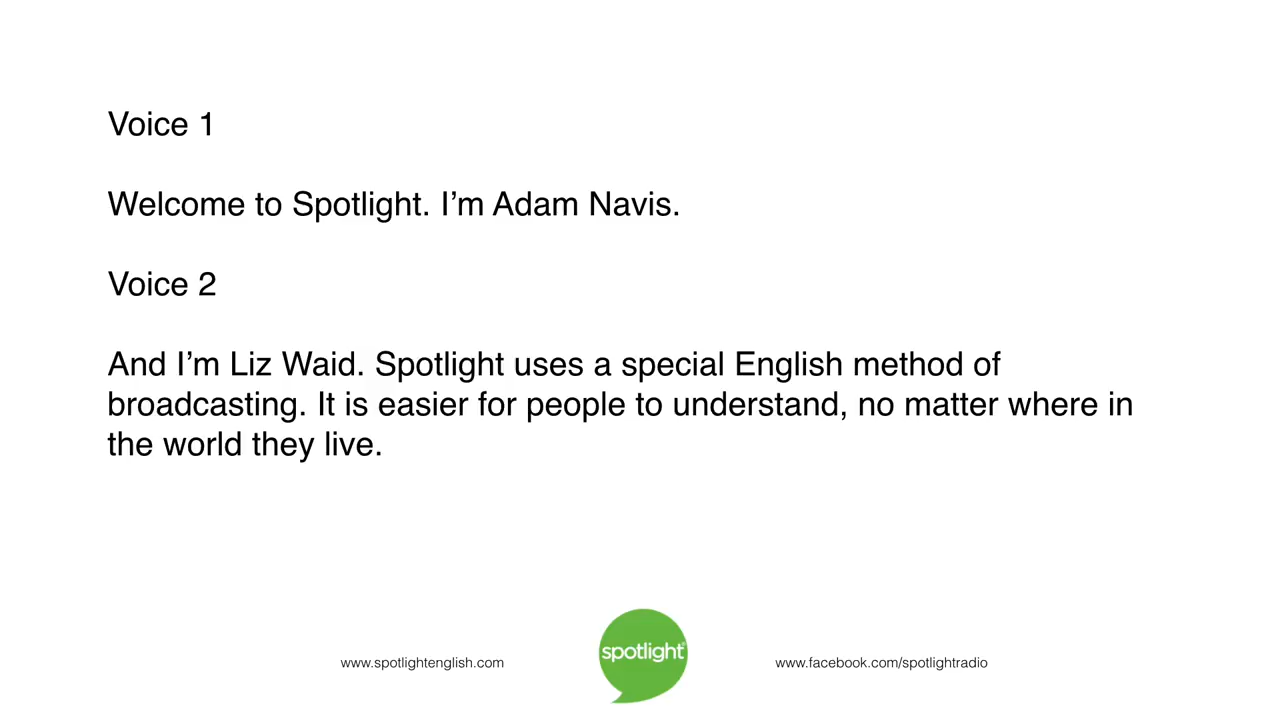 Voice 1
Welcome to Spotlight. I’m Adam Navis.
Voice 2
And I’m Liz Waid. Spotlight uses a special English method of
broadcasting. It is easier for people to understand, no matter where in
the world they live.
www.spotlightenglish.com
spotlight
www.facebook.com/spotlightradio